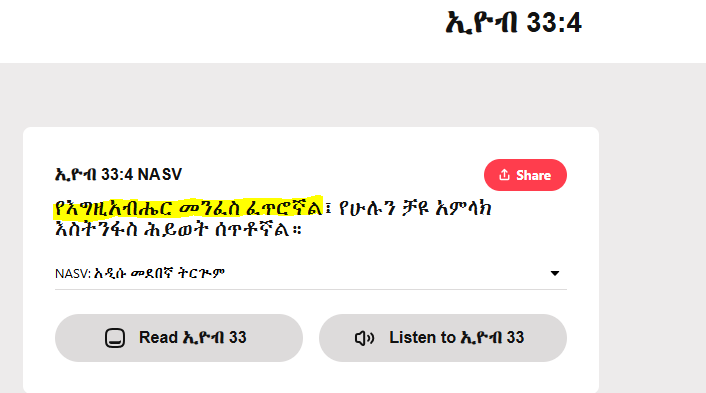 ኢዮብ 33:4
ኢዮብ 33:4 NASV
Share
የእግዚአብሔር መንፈስ ፈጥሮኛል፤ የሁሉን ቻዩ አምላክ
እስትንፋስ ሕይወት ሰጥቶኛል።
NASV: አዲሱ መደበኛ ትርጒም
Read ኢዮብ 33
Listen to ኢዮብ 33